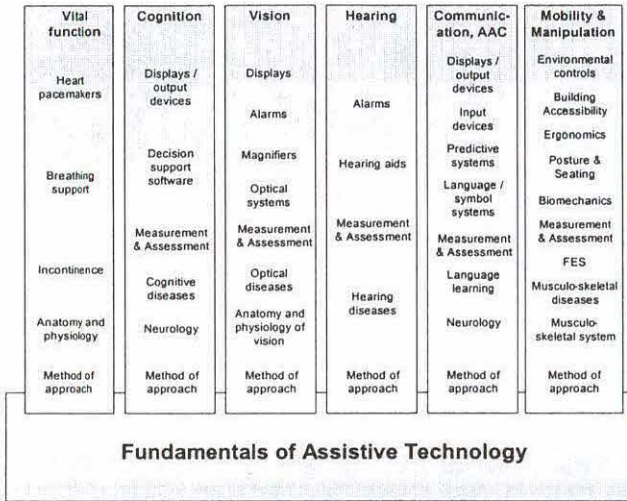 Vital
function
Heart
pacemakers
Breathing
support
Incontinence
Anatomy and
physiology
Method of
approach
Cognition
Displays /
output
devices
Decision
support
software
Measurement
& Assessment
Cognitive
diseases
Neurology
Method of
approach
Vision
Displays
Alarms
Magnifiers
Optical
systems
Measurement
& Assessment
Optical
diseases
Anatomy and
physiology of
vision
Method of
approach
Hearing
Alarms
Hearing aids
Measurement
& Assessment
Hearing
diseases
Method of
approach
Communic-
ation, AAC
Displays /
output
devices
Input
devices
Predictive
systems
Language /
symbol
systems
Measurement
& Assessment
Language
learning
Neurology
Method of
approach
Mobility &
Manipulation
Environmental
controls
Building
Accessibility
Ergonomics
Posture &
Seating
Biomechanics
Measurement
& Assessment
FES
Musculo-skeletal
diseases
Musculo-
skeletal system
Method of
approach
Fundamentals of Assistive Technology